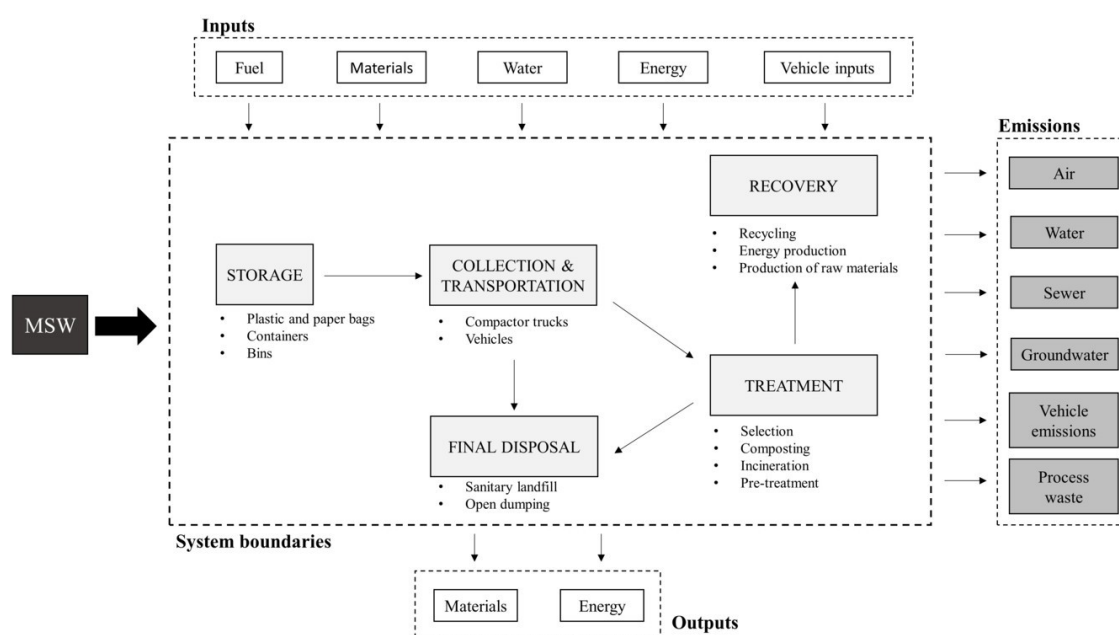 Inputs
Fuel
Materials
Water
Energy
Vehicle inputs
Emissions
Air
Water
Sewer
Groundwater
Vehicle
emissions
Process
waste
MSW
STORAGE
• Plastic and paper bags
• Containers
• Bins
COLLECTION &
TRANSPORTATION
• Compactor trucks
• Vehicles
RECOVERY
• Recycling
• Energy production
• Production of raw materials
TREATMENT
• Selection
• Composting
• Incineration
• Pre-treatment
FINAL DISPOSAL
• Sanitary landfill
• Open dumping
System boundaries
Materials
Energy
Outputs